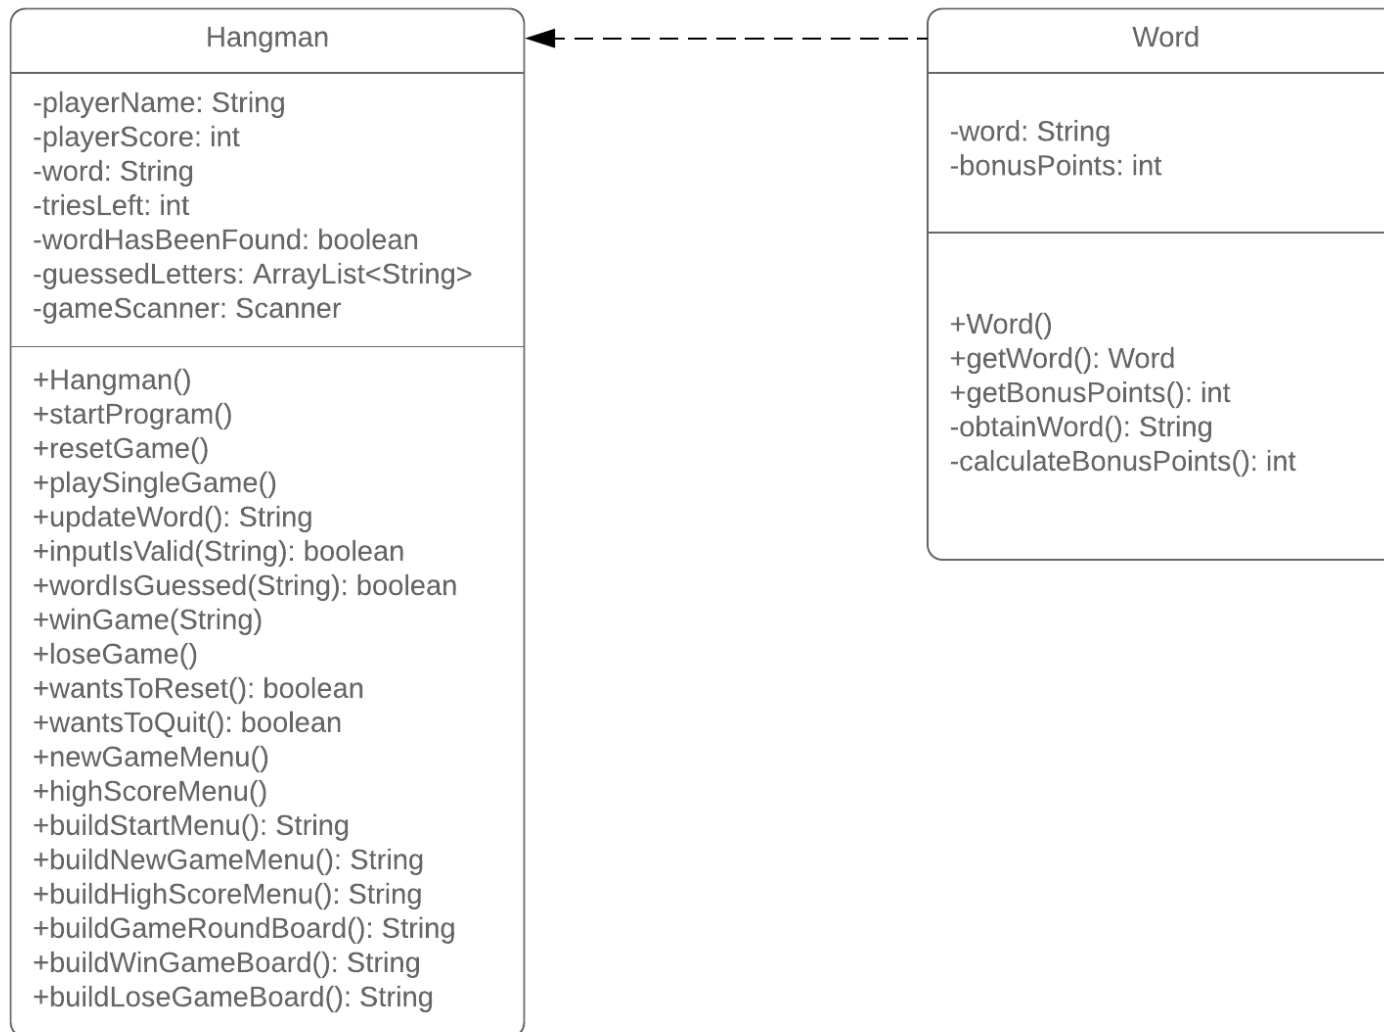 Hangman
-playerName: String
-playerScore: int
-word: String
-triesLeft: int
-wordHasBeenFound: boolean
-guessedLetters: ArrayList<String>
-gameScanner: Scanner
+Hangman()
+startProgram()
+resetGame()
+playSingleGame()
+updateWord(): String
+inputIsValid(String): boolean
+wordIsGuessed(String): boolean
+winGame(String)
+loseGame()
+wantsToReset(): boolean
+wantsToQuit(): boolean
+newGameMenu()
+highScoreMenu()
+buildStartMenu(): String
+buildNewGameMenu(): String
+buildHighScoreMenu(): String
+buildGameRoundBoard(): String
+buildWinGameBoard(): String
+buildLoseGameBoard(): String
Word
-word: String
-bonusPoints: int
+Word()
+getWord(): Word
+getBonusPoints(): int
-obtainWord(): String
-calculateBonusPoints(): int